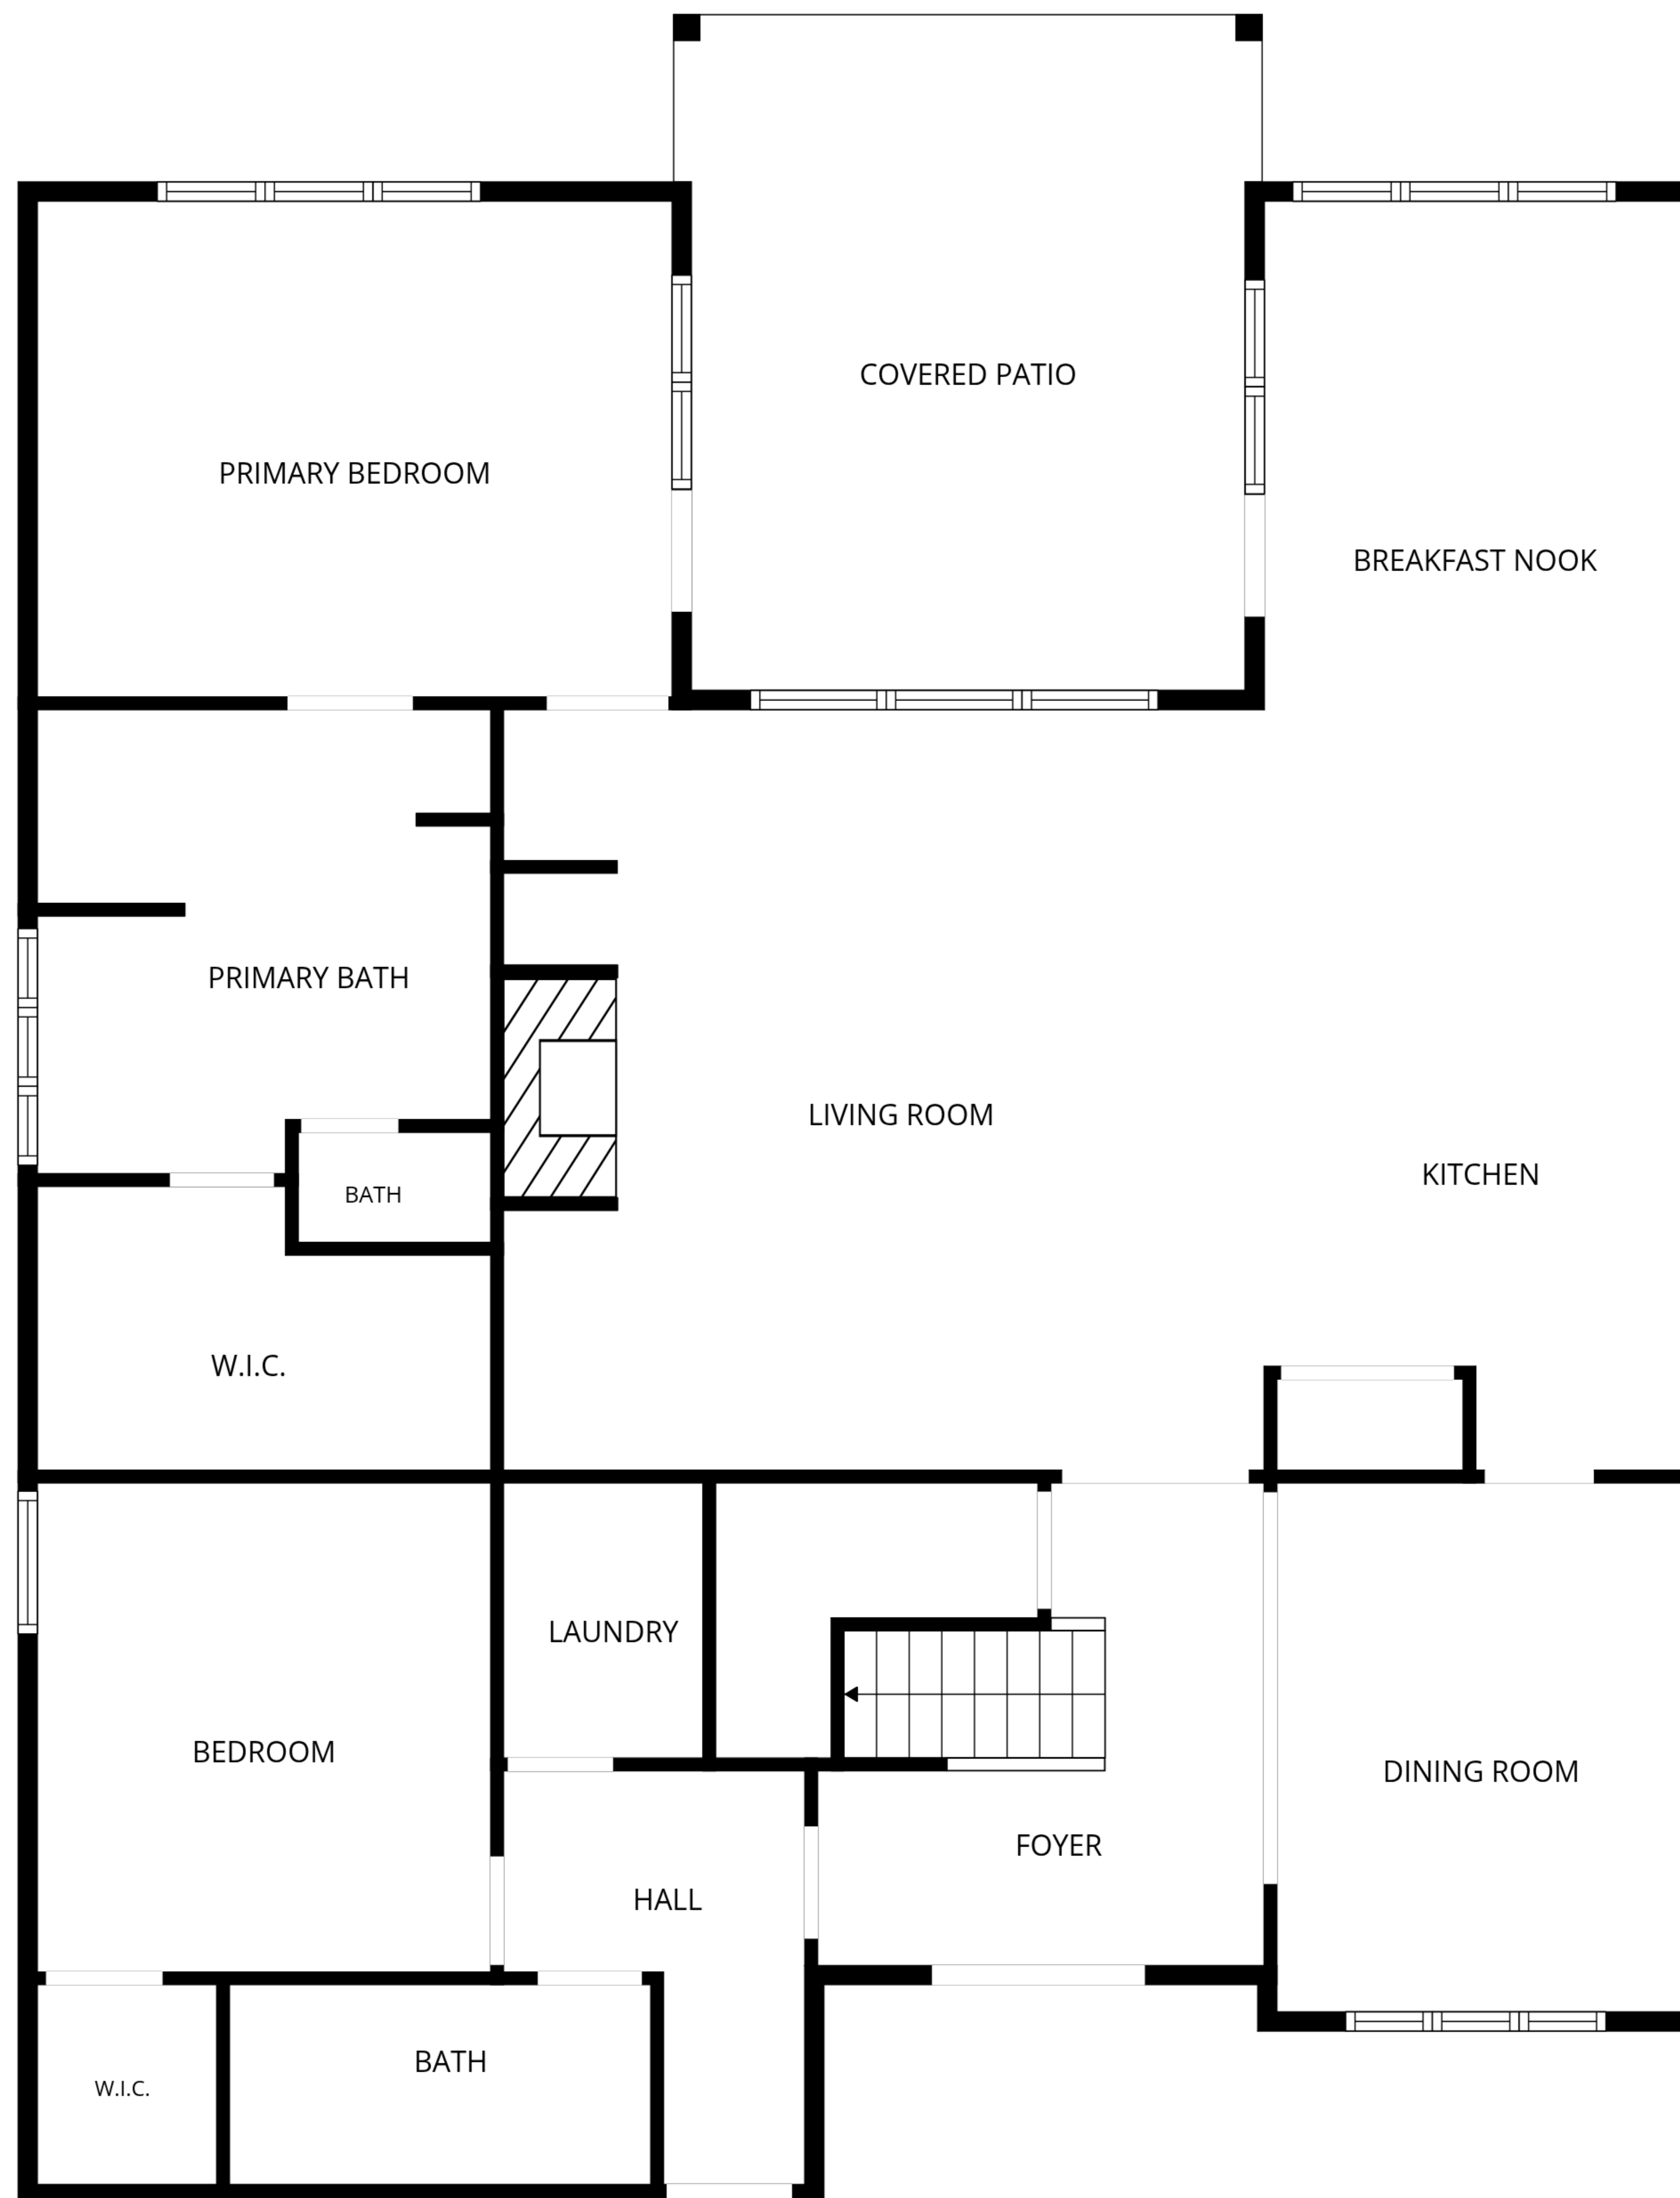 COVERED PATIO
PRIMARY BEDROOM
BREAKFAST NOOK
PRIMARY BATH
LIVING ROOM
KITCHEN
BATH
W.I.C.
LAUNDRY
BEDROOM
DINING ROOM
FOYER
HALL
BATH
W.I.C.